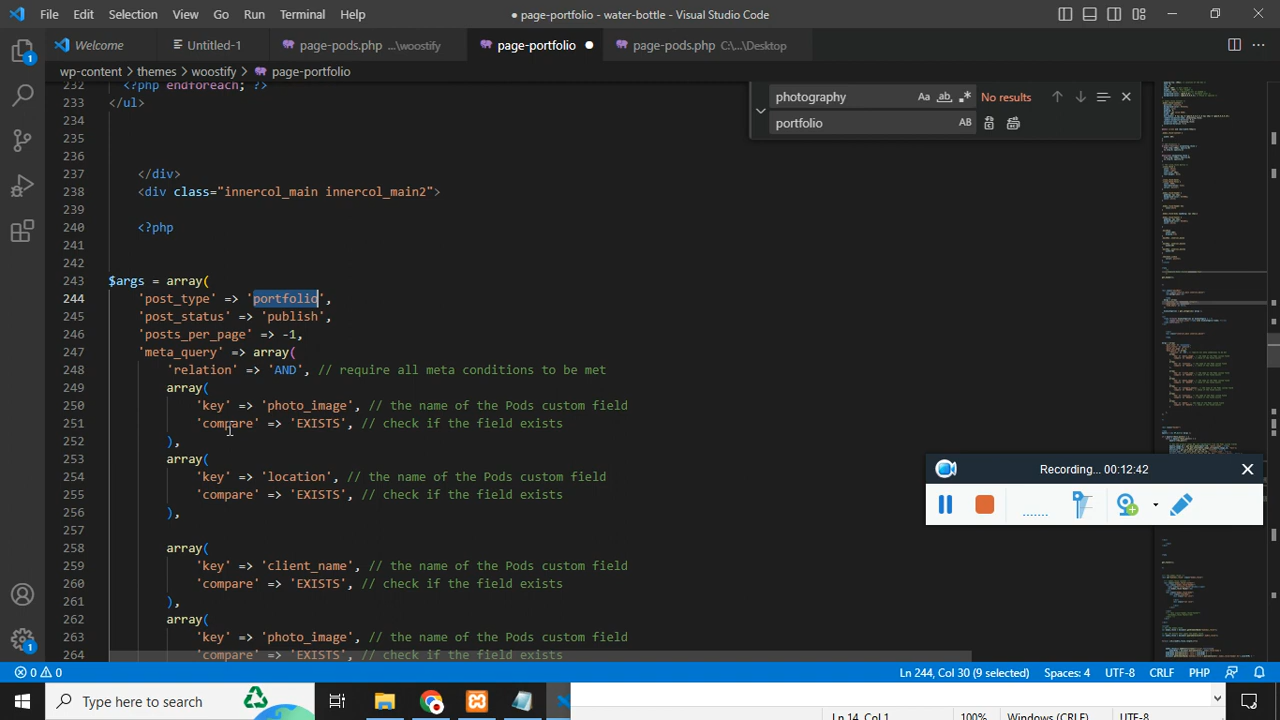 File Edit Selection View Go Run Terminal Help
● page-portfolio - water-bottle - Visual Studio Code
Welcome
Untitled-1
page-pods.php ...\woostify
page-portfolio ●
page-pods.php C:\...\Desktop
wp-content > themes > woostify > page-portfolio
photography Aa ab No results
portfolio AB
232 <?php endforeach; ?>
233 </ul>
234
235
236
237 </div>
238 <div class="innercol_main innercol_main2">
239
240 <?php
241
242
243 $args = array(
244 'post_type' => 'portfolio',
245 'post_status' => 'publish',
246 'posts_per_page' => -1,
247 'meta_query' => array(
248 'relation' => 'AND', // require all meta conditions to be met
249 array(
250 'key' => 'photo_image', // the name of the Pods custom field
251 'compare' => 'EXISTS', // check if the field exists
252 ),
253 array(
254 'key' => 'location', // the name of the Pods custom field
255 'compare' => 'EXISTS', // check if the field exists
256 ),
257
258 array(
259 'key' => 'client_name', // the name of the Pods custom field
260 'compare' => 'EXISTS', // check if the field exists
261 ),
262 array(
263 'key' => 'photo_image', // the name of the Pods custom field
264 'compare' => 'EXISTS', // check if the field exists
Recording... 00:12:42
1
1
0 0
Ln 244, Col 30 (9 selected) Spaces: 4 UTF-8 CRLF PHP
Type here to search
Ln 14, Col 1 100% Windows (CRLF) UTF-8